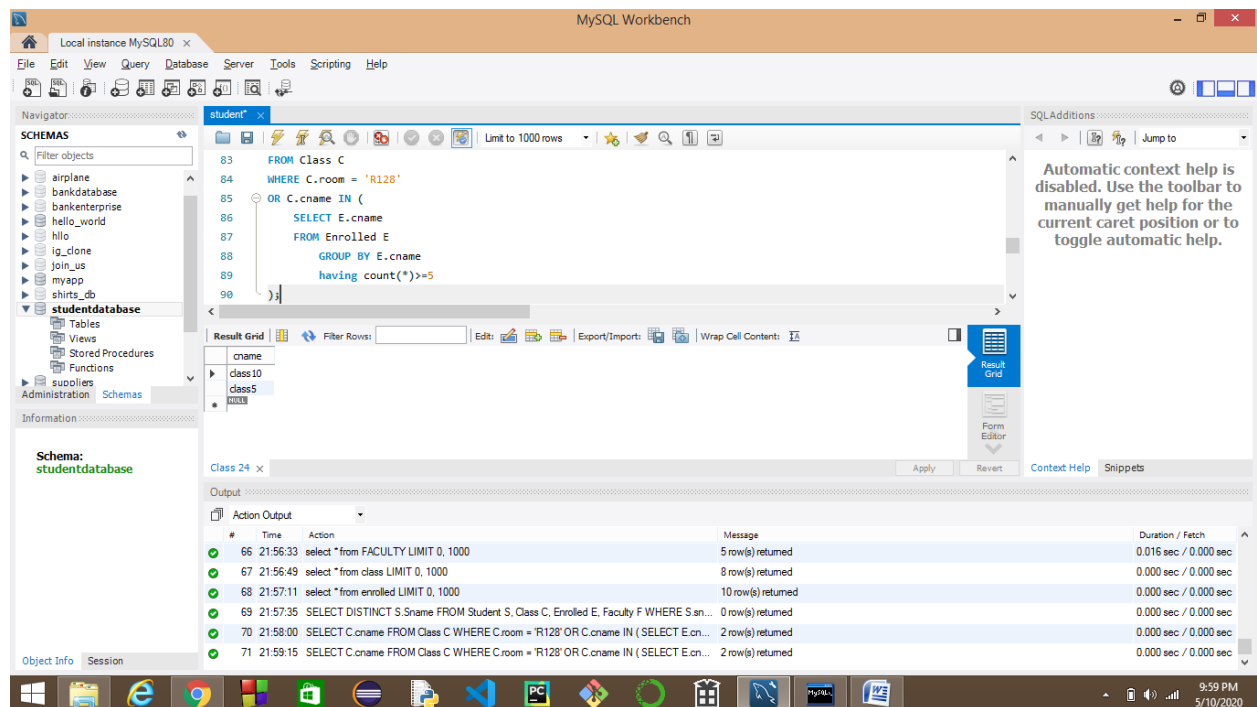 MySQL Workbench
Local instance MySQL80 ×
File Edit View Query Database Server Tools Scripting Help
Navigator
SCHEMAS
Filter objects
airplane
bankdatabase
bankenterprise
hello_world
hllo
ig_clone
join_us
myapp
shirts_db
studentdatabase
Tables
Views
Stored Procedures
Functions
suppliers
Administration Schemas
Information
Schema:
studentdatabase
Object Info Session
student* ×
Limit to 1000 rows
83 FROM Class C
84 WHERE C.room = 'R128'
85 OR C.cname IN (
86 SELECT E.cname
87 FROM Enrolled E
88 GROUP BY E.cname
89 having count(*)>=5
90 );
Result Grid Filter Rows: Edit: Export/Import: Wrap Cell Content:
cname
class10
class5
NULL
Result Grid
Form Editor
Class 24 ×
Apply Revert
SQLAdditions
Jump to
Automatic context help is
disabled. Use the toolbar to
manually get help for the
current caret position or to
toggle automatic help.
Context Help Snippets
Output
Action Output
# Time Action Message Duration / Fetch
66 21:56:33 select * from FACULTY LIMIT 0, 1000 5 row(s) returned 0.016 sec / 0.000 sec
67 21:56:49 select * from class LIMIT 0, 1000 8 row(s) returned 0.000 sec / 0.000 sec
68 21:57:11 select * from enrolled LIMIT 0, 1000 10 row(s) returned 0.000 sec / 0.000 sec
69 21:57:35 SELECT DISTINCT S.Sname FROM Student S, Class C, Enrolled E, Faculty F WHERE S.sn... 0 row(s) returned 0.000 sec / 0.000 sec
70 21:58:00 SELECT C.cname FROM Class C WHERE C.room = 'R128' OR C.cname IN ( SELECT E.cn... 2 row(s) returned 0.000 sec / 0.000 sec
71 21:59:15 SELECT C.cname FROM Class C WHERE C.room = 'R128' OR C.cname IN ( SELECT E.cn... 2 row(s) returned 0.000 sec / 0.000 sec
PC
MySQL
W
9:59 PM
5/10/2020